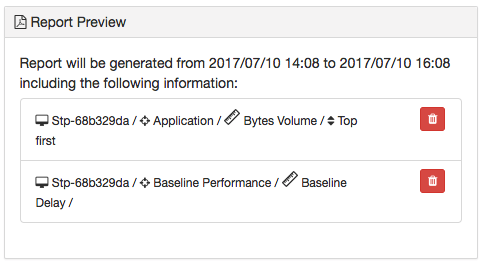 Report Preview
Report will be generated from 2017/07/10 14:08 to 2017/07/10 16:08
including the following information:
Stp-68b329da / Application / Bytes Volume / Top
first
Stp-68b329da / Baseline Performance / Baseline
Delay /